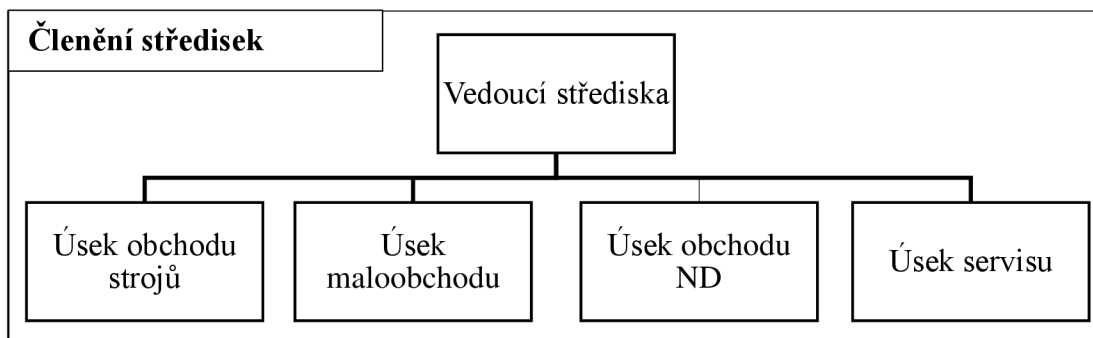 Členění středisek
Vedoucí střediska
Úsek obchodu
strojů
Úsek
maloobchodu
Úsek obchodu
ND
Úsek servisu